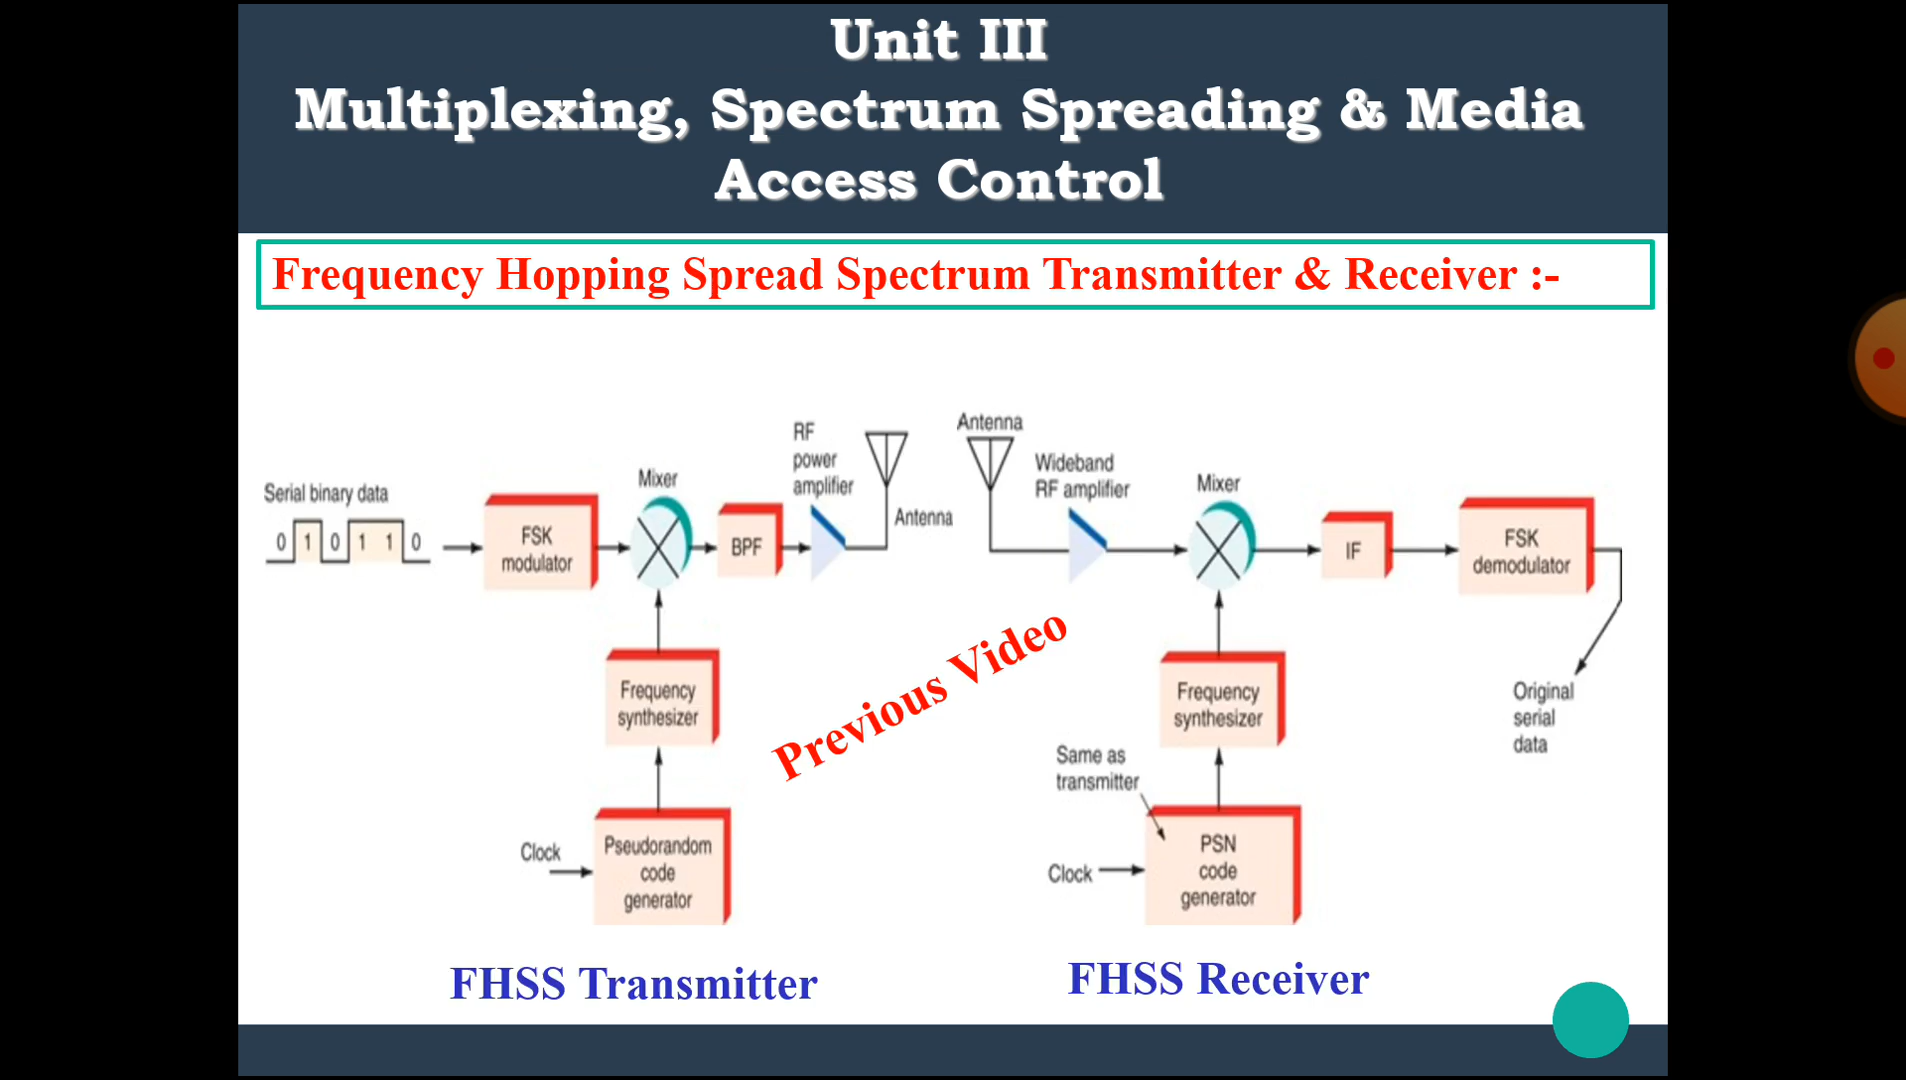 Unit III
Multiplexing, Spectrum Spreading & Media
Access Control
Frequency Hopping Spread Spectrum Transmitter & Receiver :-
Serial binary data
0 1 0 1 1 0
FSK
modulator
Mixer
BPF
RF
power
amplifier
Antenna
Frequency
synthesizer
Clock
Pseudorandom
code
generator
FHSS Transmitter
Previous Video
Antenna
Wideband
RF amplifier
Mixer
IF
FSK
demodulator
Original
serial
data
Frequency
synthesizer
Same as
transmitter
Clock
PSN
code
generator
FHSS Receiver